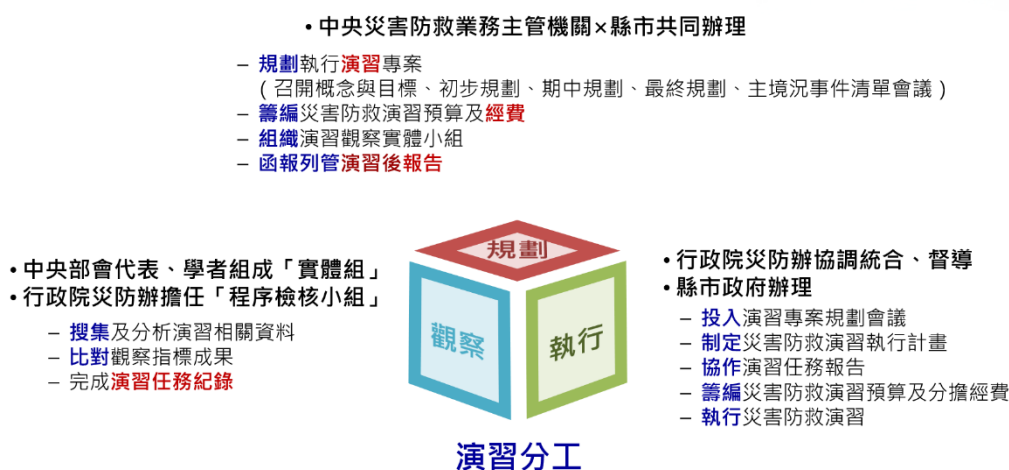 •中央災害防救業務主管機關×縣市共同辦理
– 規劃執行演習專案
(召開概念與目標、初步規劃、期中規劃、最終規劃、主境況事件清單會議)
– 籌編災害防救演習預算及經費
– 組織演習觀察實體小組
– 函報列管演習後報告
•中央部會代表、學者組成「實體組」
•行政院災防辦擔任「程序檢核小組」
– 搜集及分析演習相關資料
– 比對觀察指標成果
– 完成演習任務紀錄
規劃
觀察
執行
•行政院災防辦協調統合、督導
•縣市政府辦理
– 投入演習專案規劃會議
– 制定災害防救演習執行計畫
– 協作演習任務報告
– 籌編災害防救演習預算及分擔經費
– 執行災害防救演習
演習分工